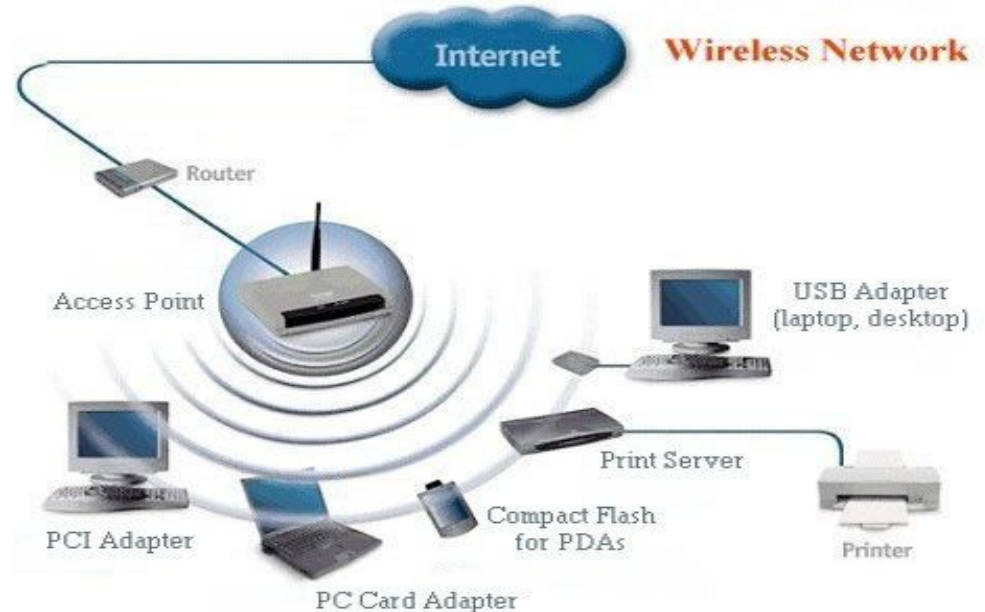 Internet
Wireless Network
Router
Access Point
USB Adapter
(laptop, desktop)
Print Server
PCI Adapter
Compact Flash
for PDAs
Printer
PC Card Adapter